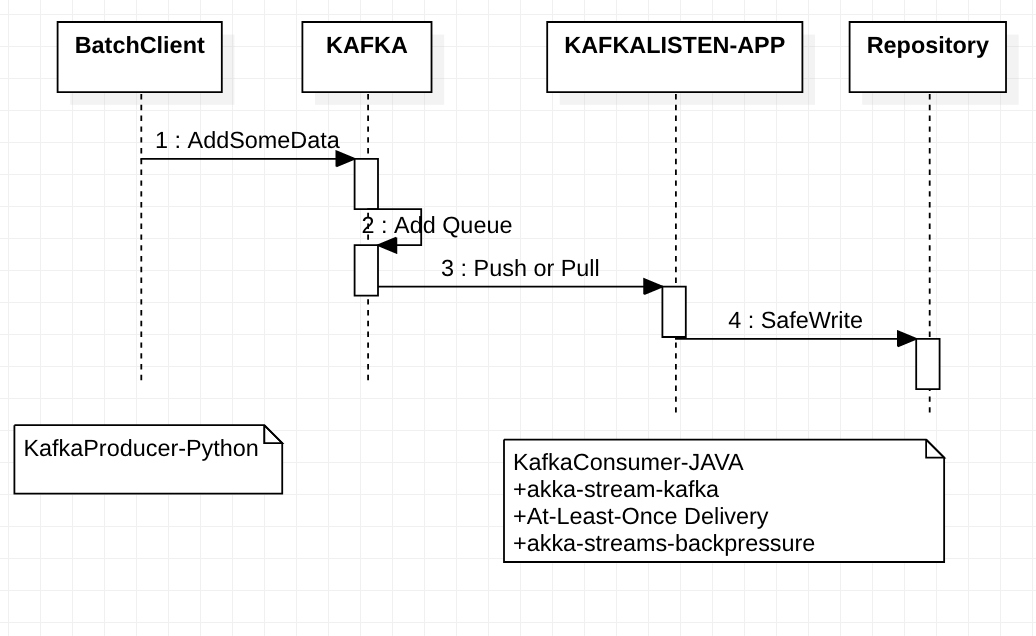 BatchClient
KAFKA
KAFKALISTEN-APP
Repository
1 : AddSomeData
2 : Add Queue
3 : Push or Pull
4 : SafeWrite
KafkaProducer-Python
KafkaConsumer-JAVA
+akka-stream-kafka
+At-Least-Once Delivery
+akka-streams-backpressure